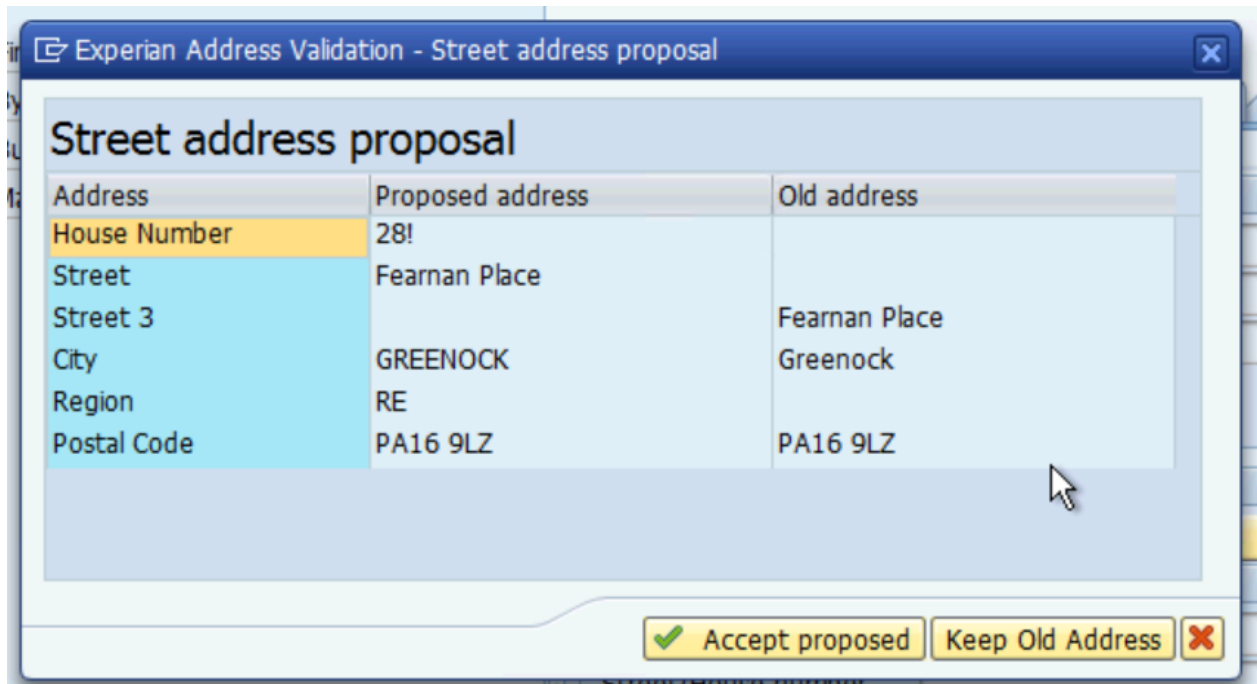 Experian Address Validation - Street address proposal
Street address proposal
Address Proposed address Old address
House Number 28!
Street Fearnan Place
Street 3 Fearnan Place
City GREENOCK Greenock
Region RE
Postal Code PA16 9LZ PA16 9LZ
Accept proposed Keep Old Address